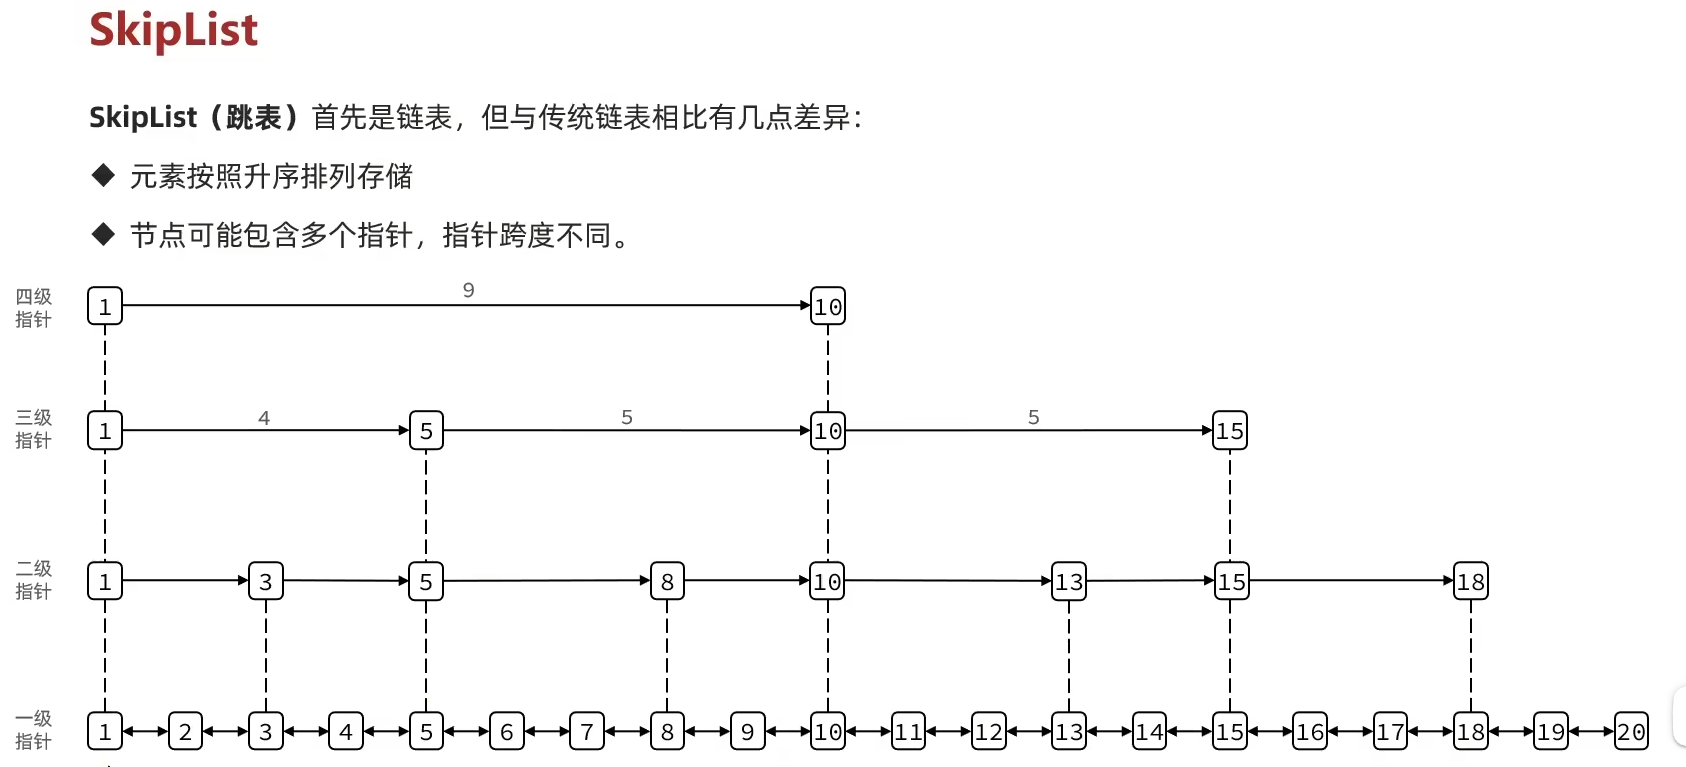 SkipList
SkipList（跳表）首先是链表，但与传统链表相比有几点差异：
◆ 元素按照升序排列存储
◆ 节点可能包含多个指针，指针跨度不同。
四级
指针
1 9 10
三级
指针
1 4 5 5 10 5 15
二级
指针
1 3 5 8 10 13 15 18
一级
指针
1 2 3 4 5 6 7 8 9 10 11 12 13 14 15 16 17 18 19 20